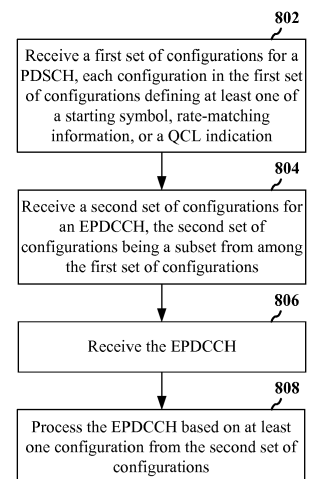 802
Receive a first set of configurations for a
PDSCH, each configuration in the first set
of configurations defining at least one of
a starting symbol, rate-matching
information, or a QCL indication
804
Receive a second set of configurations for
an EPDCCH, the second set of
configurations being a subset from among
the first set of configurations
806
Receive the EPDCCH
808
Process the EPDCCH based on at least
one configuration from the second set of
configurations